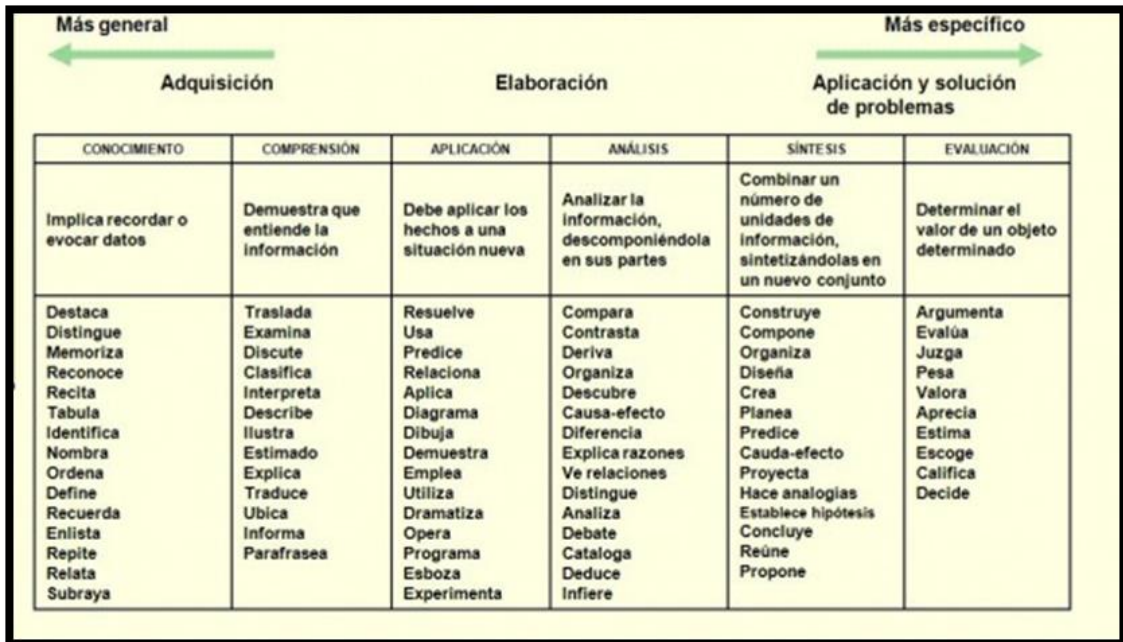 Más general
Más específico
Adquisición
Elaboración
Aplicación y solución
de problemas
CONOCIMIENTO
COMPRENSIÓN
APLICACIÓN
ANÁLISIS
SÍNTESIS
EVALUACIÓN
Implica recordar o
evocar datos
Demuestra que
entiende la
información
Debe aplicar los
hechos a una
situación nueva
Analizar la
información,
descomponiéndola
en sus partes
Combinar un
número de
unidades de
información,
sintetizándolas en
un nuevo conjunto
Determinar el
valor de un objeto
determinado
Destaca
Distingue
Memoriza
Reconoce
Recita
Tabula
Identifica
Nombra
Ordena
Define
Recuerda
Enlista
Repite
Relata
Subraya
Traslada
Examina
Discute
Clasifica
Interpreta
Describe
Ilustra
Estimado
Explica
Traduce
Ubica
Informa
Parafrasea
Resuelve
Usa
Predice
Relaciona
Aplica
Diagrama
Dibuja
Demuestra
Emplea
Utiliza
Dramatiza
Opera
Programa
Esboza
Experimenta
Compara
Contrasta
Deriva
Organiza
Descubre
Causa-efecto
Diferencia
Explica razones
Ve relaciones
Distingue
Analiza
Debate
Cataloga
Deduce
Infiere
Construye
Compone
Organiza
Diseña
Crea
Planea
Predice
Cauda-efecto
Proyecta
Hace analogias
Establece hipótesis
Concluye
Reúne
Propone
Argumenta
Evalúa
Juzga
Pesa
Valora
Aprecia
Estima
Escoge
Califica
Decide